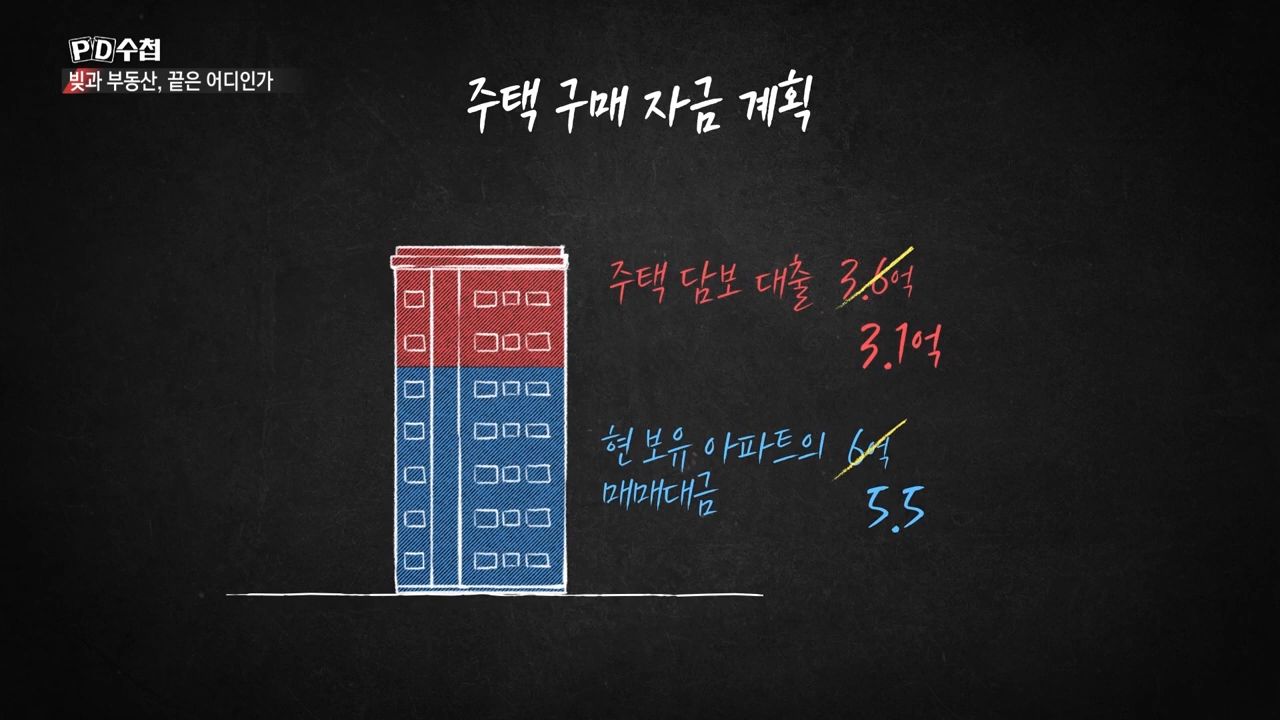 PD수첩
빚과 부동산, 끝은 어디인가
주택 구매 자금 계획
주택 담보 대출 3.6억
3.1억
현 보유 아파트의 6억
매매대금
5.5